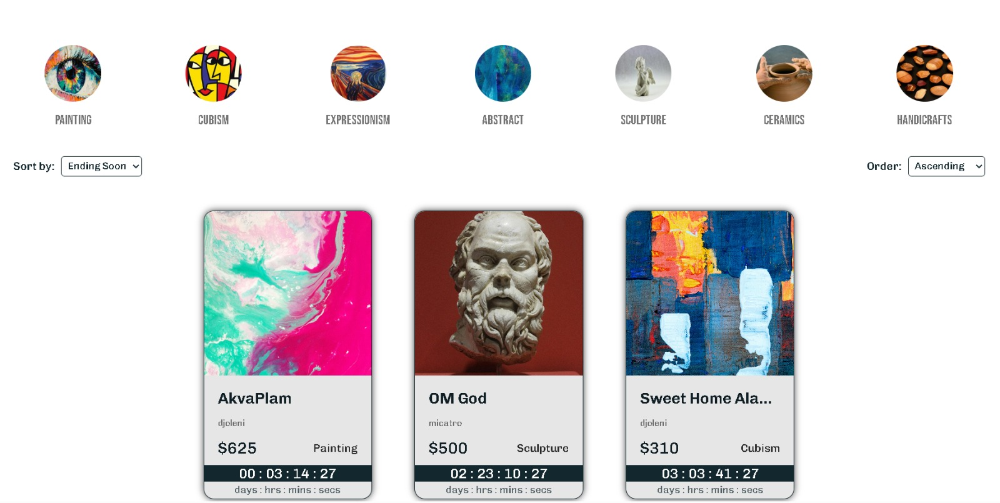 PAINTING
CUBISM
EXPRESSIONISM
ABSTRACT
SCULPTURE
CERAMICS
HANDICRAFTS
Sort by: Ending Soon
Order: Ascending
AkvaPlam
djoleni
$625 Painting
00 : 03 : 14 : 27
days : hrs : mins : secs
OM God
micatro
$500 Sculpture
02 : 23 : 10 : 27
days : hrs : mins : secs
Sweet Home Ala...
djoleni
$310 Cubism
03 : 03 : 41 : 27
days : hrs : mins : secs